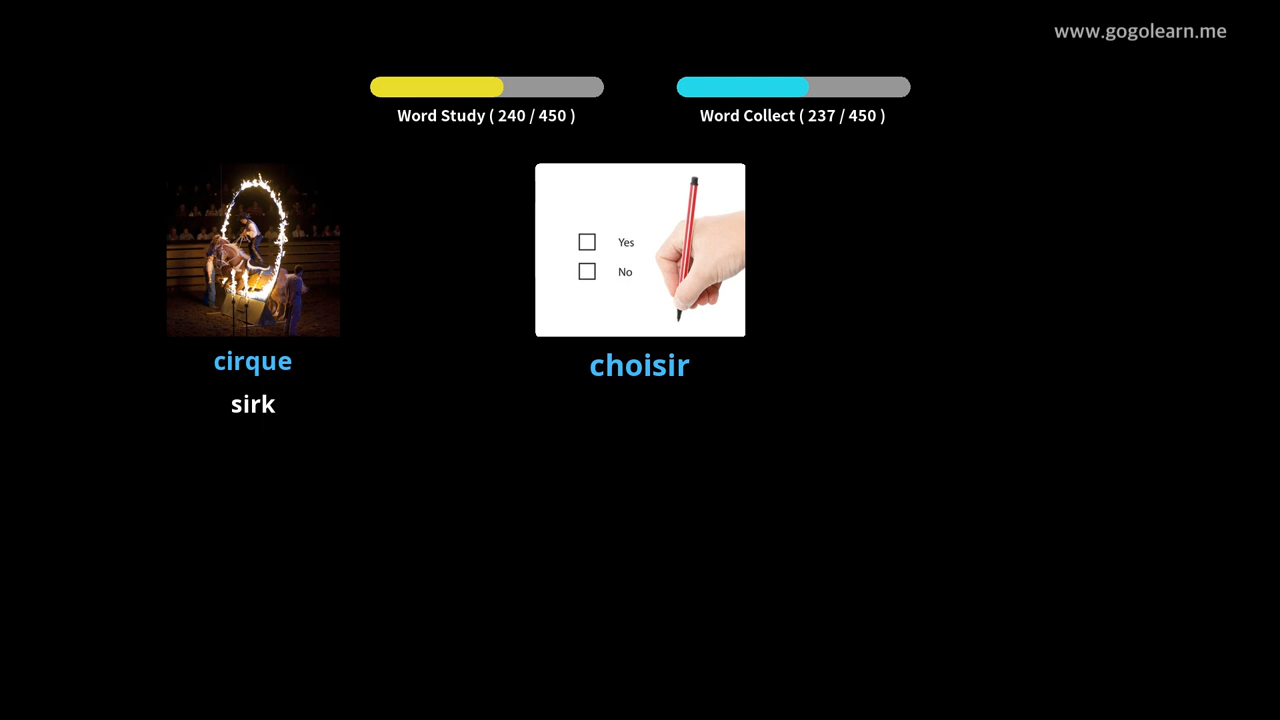 www.gogolearn.me
Word Study ( 240 / 450 )
Word Collect ( 237 / 450 )
Yes
No
cirque
choisir
sirk